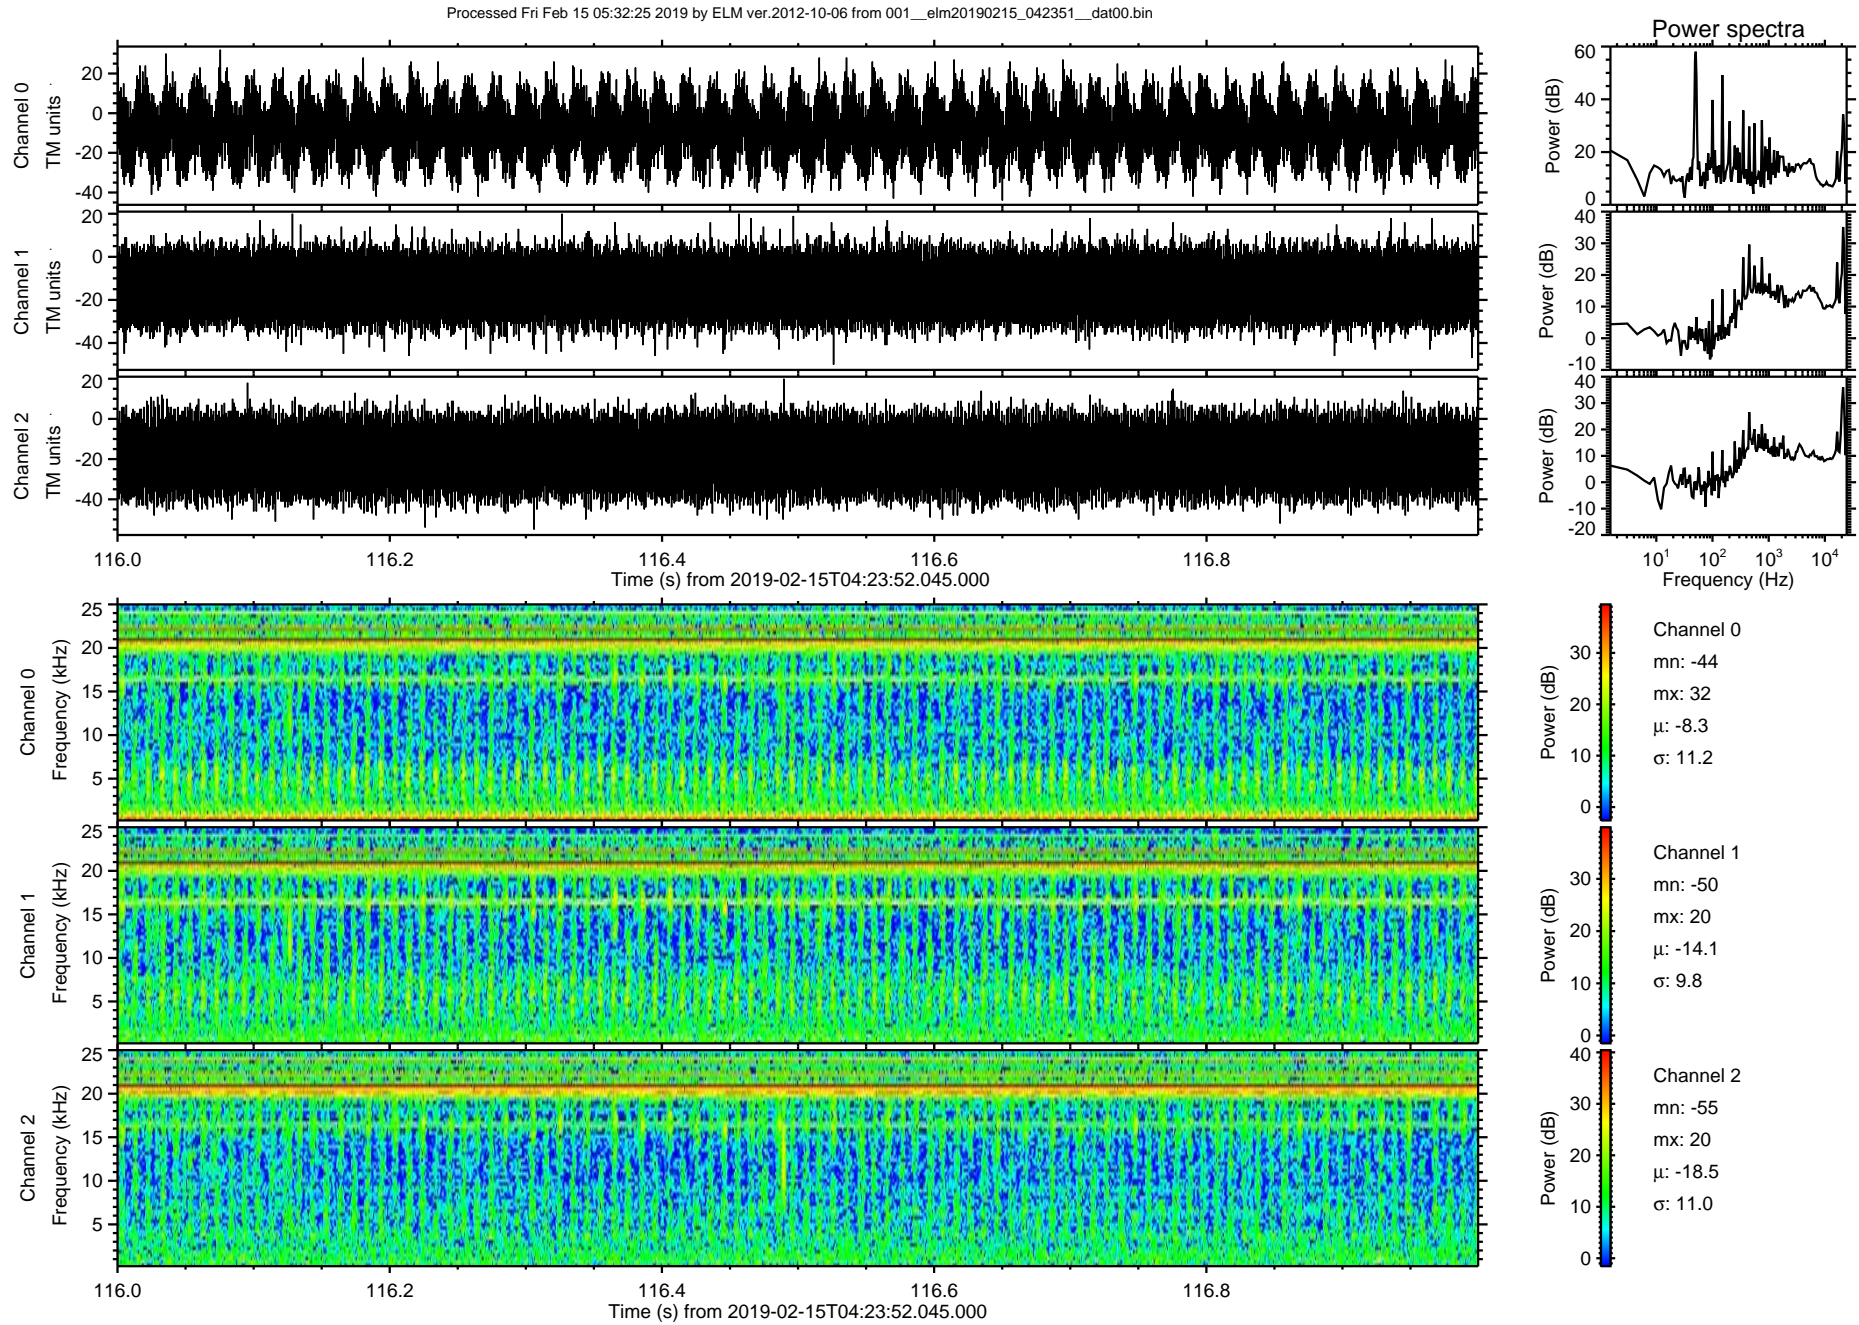 Processed Fri Feb 15 05:32:25 2019 by ELM ver.2012-10-06 from 001__elm20190215_042351__dat00.bin
Power spectra
Channel 0
TM units
20
0
-20
-40
Power (dB)
60
40
20
0
Channel 1
TM units
20
0
-20
-40
Power (dB)
40
30
20
10
0
-10
Channel 2
TM units
20
0
-20
-40
Power (dB)
40
30
20
10
0
-10
-20
116.0 116.2 116.4 116.6 116.8
Time (s) from 2019-02-15T04:23:52.045.000
10¹ 10² 10³ 10⁴
Frequency (Hz)
Channel 0
Frequency (kHz)
25
20
15
10
5
Power (dB)
30
20
10
0
Channel 0
mn: -44
mx: 32
μ: -8.3
σ: 11.2
Channel 1
Frequency (kHz)
25
20
15
10
5
Power (dB)
30
20
10
0
Channel 1
mn: -50
mx: 20
μ: -14.1
σ: 9.8
Channel 2
Frequency (kHz)
25
20
15
10
5
Power (dB)
40
30
20
10
0
Channel 2
mn: -55
mx: 20
μ: -18.5
σ: 11.0
116.0 116.2 116.4 116.6 116.8
Time (s) from 2019-02-15T04:23:52.045.000